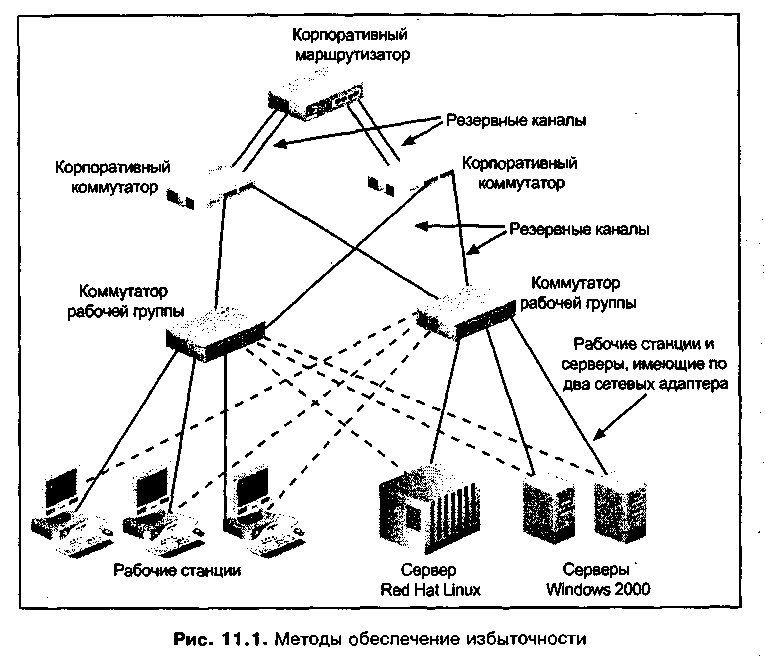 Корпоративный
маршрутизатор
Резервные каналы
Корпоративный
коммутатор
Корпоративный
коммутатор
Резервные каналы
Коммутатор
рабочей группы
Коммутатор
рабочей группы
Рабочие станции и
серверы, имеющие по
два сетевых адаптера
Рабочие станции
Сервер
Red Hat Linux
Серверы
Windows 2000
Рис. 11.1. Методы обеспечение избыточности